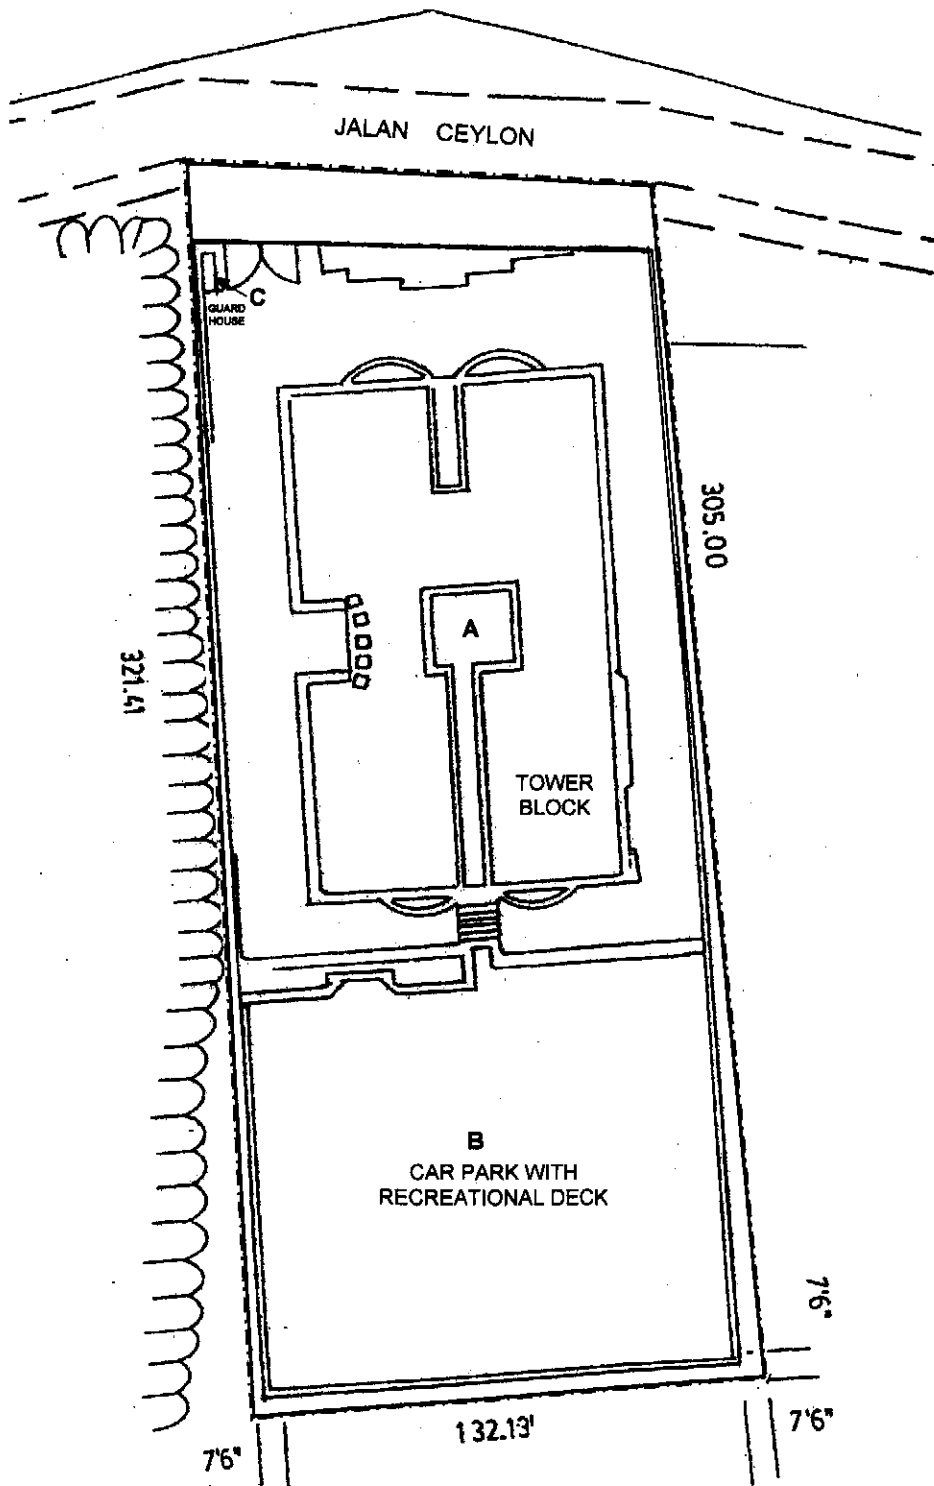 JALAN CEYLON
C
GUARD
HOUSE
305.00
A
321.41
TOWER
BLOCK
B
CAR PARK WITH
RECREATIONAL DECK
7'6"
132.13'
7'6"
7'6"